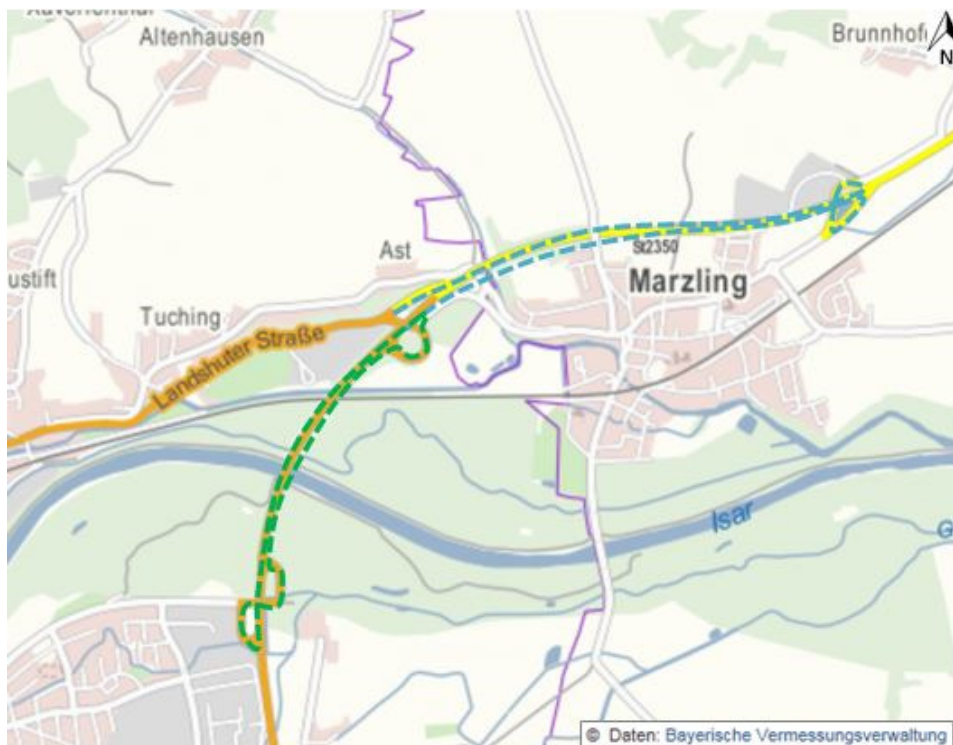 Altenhausen
Brunnhof
N
Ast
St2350
Marzling
ustift
Tuching
Landshuter Straße
Isar
G
© Daten: Bayerische Vermessungsverwaltung